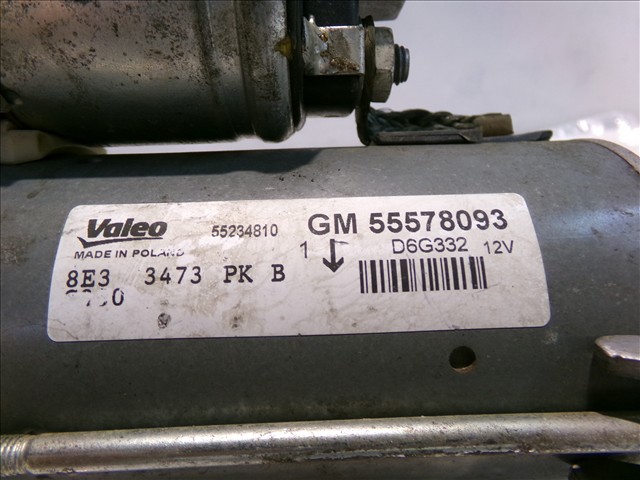 Valeo 55234810 GM 55578093
MADE IN POLAND 1 D6G332 12V
8E3 3473 PK B